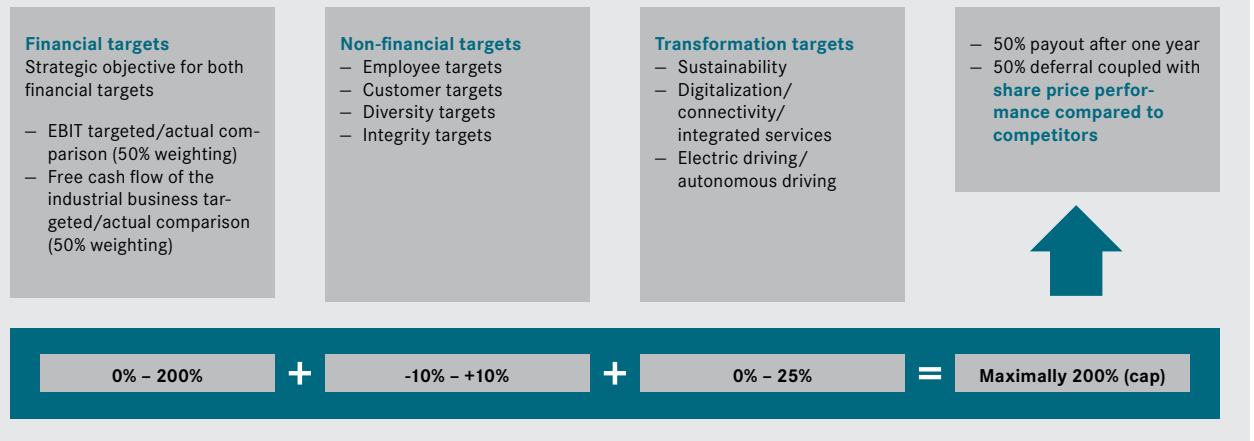 Financial targets
Strategic objective for both
financial targets
– EBIT targeted/actual com-
parison (50% weighting)
– Free cash flow of the
industrial business tar-
geted/actual comparison
(50% weighting)
Non-financial targets
– Employee targets
– Customer targets
– Diversity targets
– Integrity targets
Transformation targets
– Sustainability
– Digitalization/
connectivity/
integrated services
– Electric driving/
autonomous driving
– 50% payout after one year
– 50% deferral coupled with
share price perfor-
mance compared to
competitors
0% – 200%
+
-10% – +10%
+
0% – 25%
=
Maximally 200% (cap)